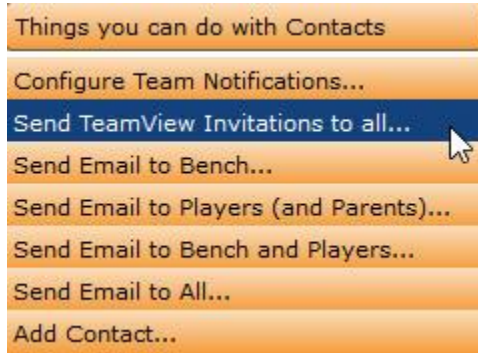 Things you can do with Contacts
Configure Team Notifications...
Send TeamView Invitations to all...
Send Email to Bench...
Send Email to Players (and Parents)...
Send Email to Bench and Players...
Send Email to All...
Add Contact...